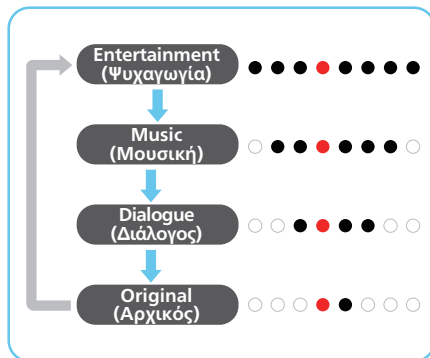 Entertainment
(Ψυχαγωγία)
Music
(Μουσική)
Dialogue
(Διάλογος)
Original
(Αρχικός)